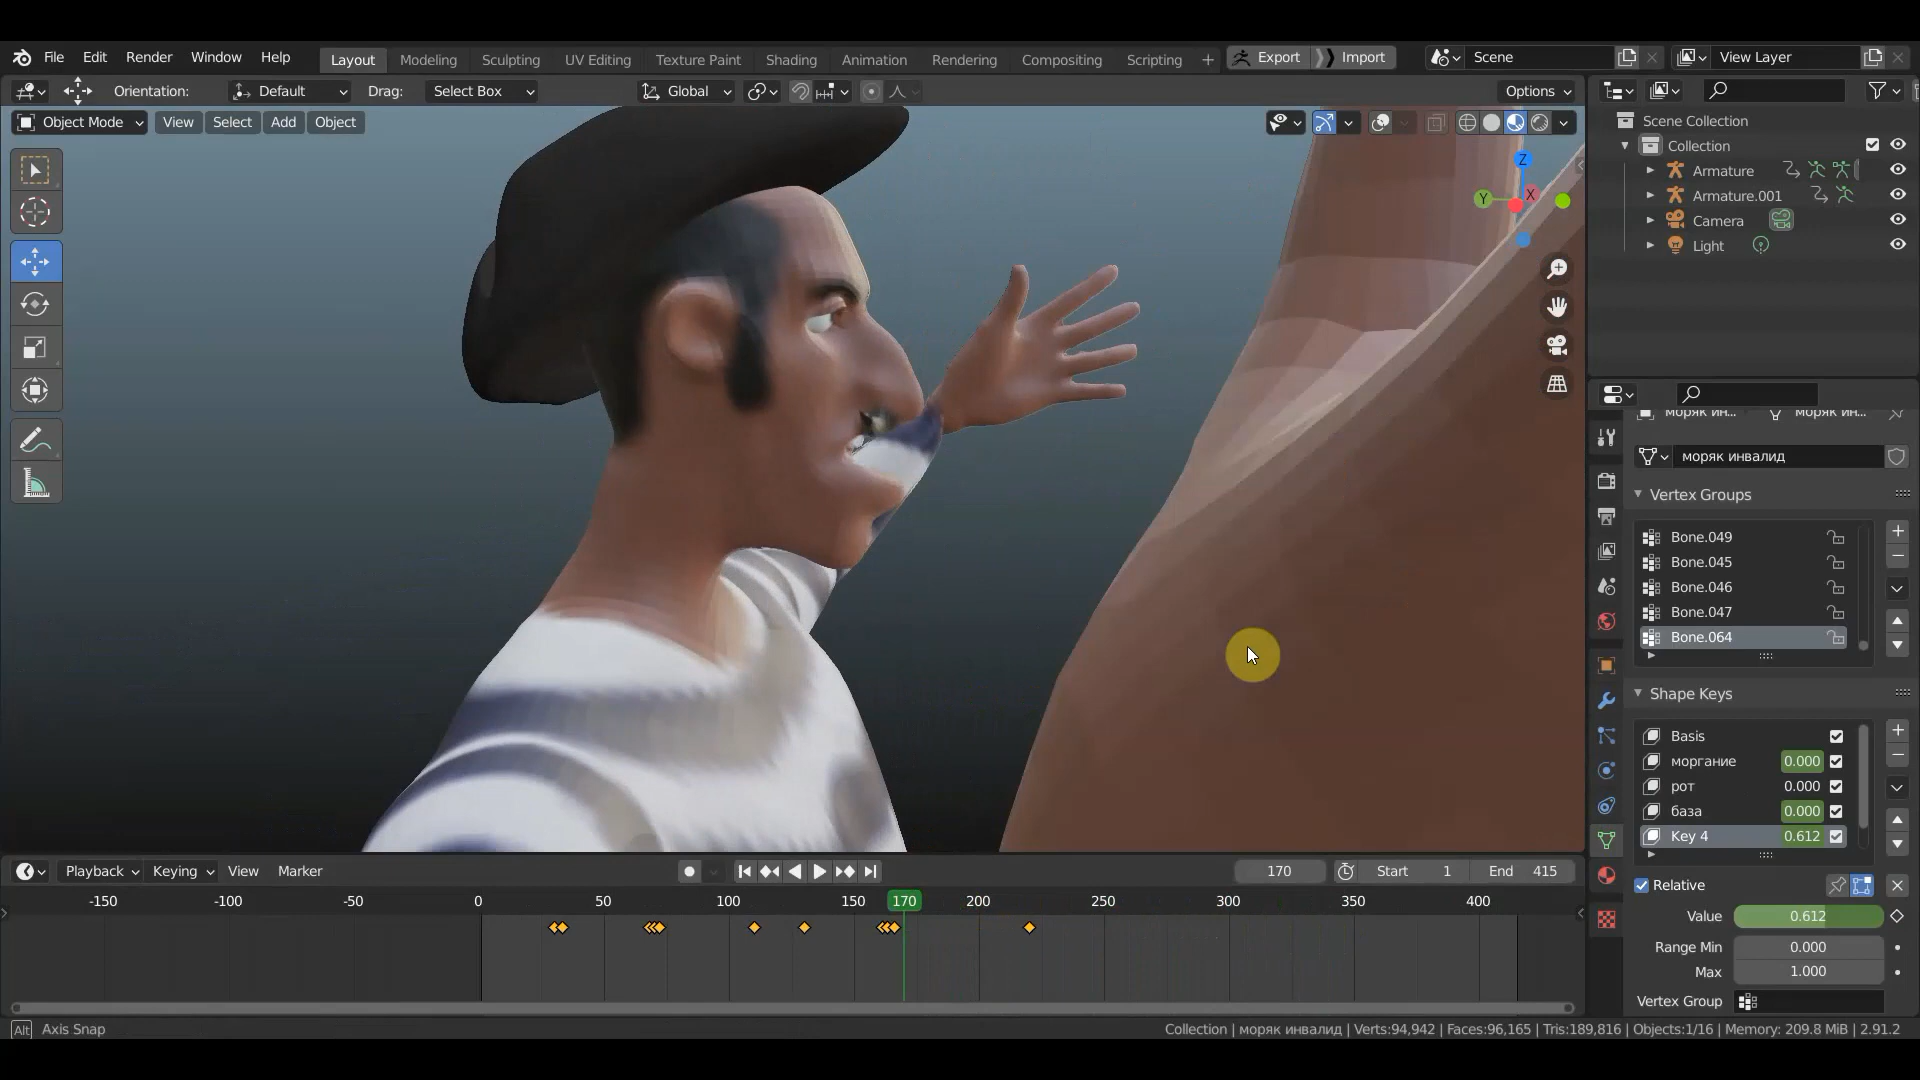 File Edit Render Window Help Layout Modeling Sculpting UV Editing Texture Paint Shading Animation Rendering Compositing Scripting + Export Import Scene View Layer
Orientation: Default Drag: Select Box Global Options
Object Mode View Select Add Object
Scene Collection
Collection
Armature
Armature.001
Camera
Light
Z
Y
X
моряк ин... моряк ин...
моряк инвалид
Vertex Groups
Bone.049
Bone.045
Bone.046
Bone.047
Bone.064
Shape Keys
Basis
моргание 0.000
рот 0.000
база 0.000
Key 4 0.612
Relative
Value 0.612
Range Min 0.000
Max 1.000
Vertex Group
Playback Keying View Marker 170 Start 1 End 415
-150 -100 -50 0 50 100 150 170 200 250 300 350 400
Alt Axis Snap
Collection | моряк инвалид | Verts:94,942 | Faces:96,165 | Tris:189,816 | Objects:1/16 | Memory: 209.8 MiB | 2.91.2